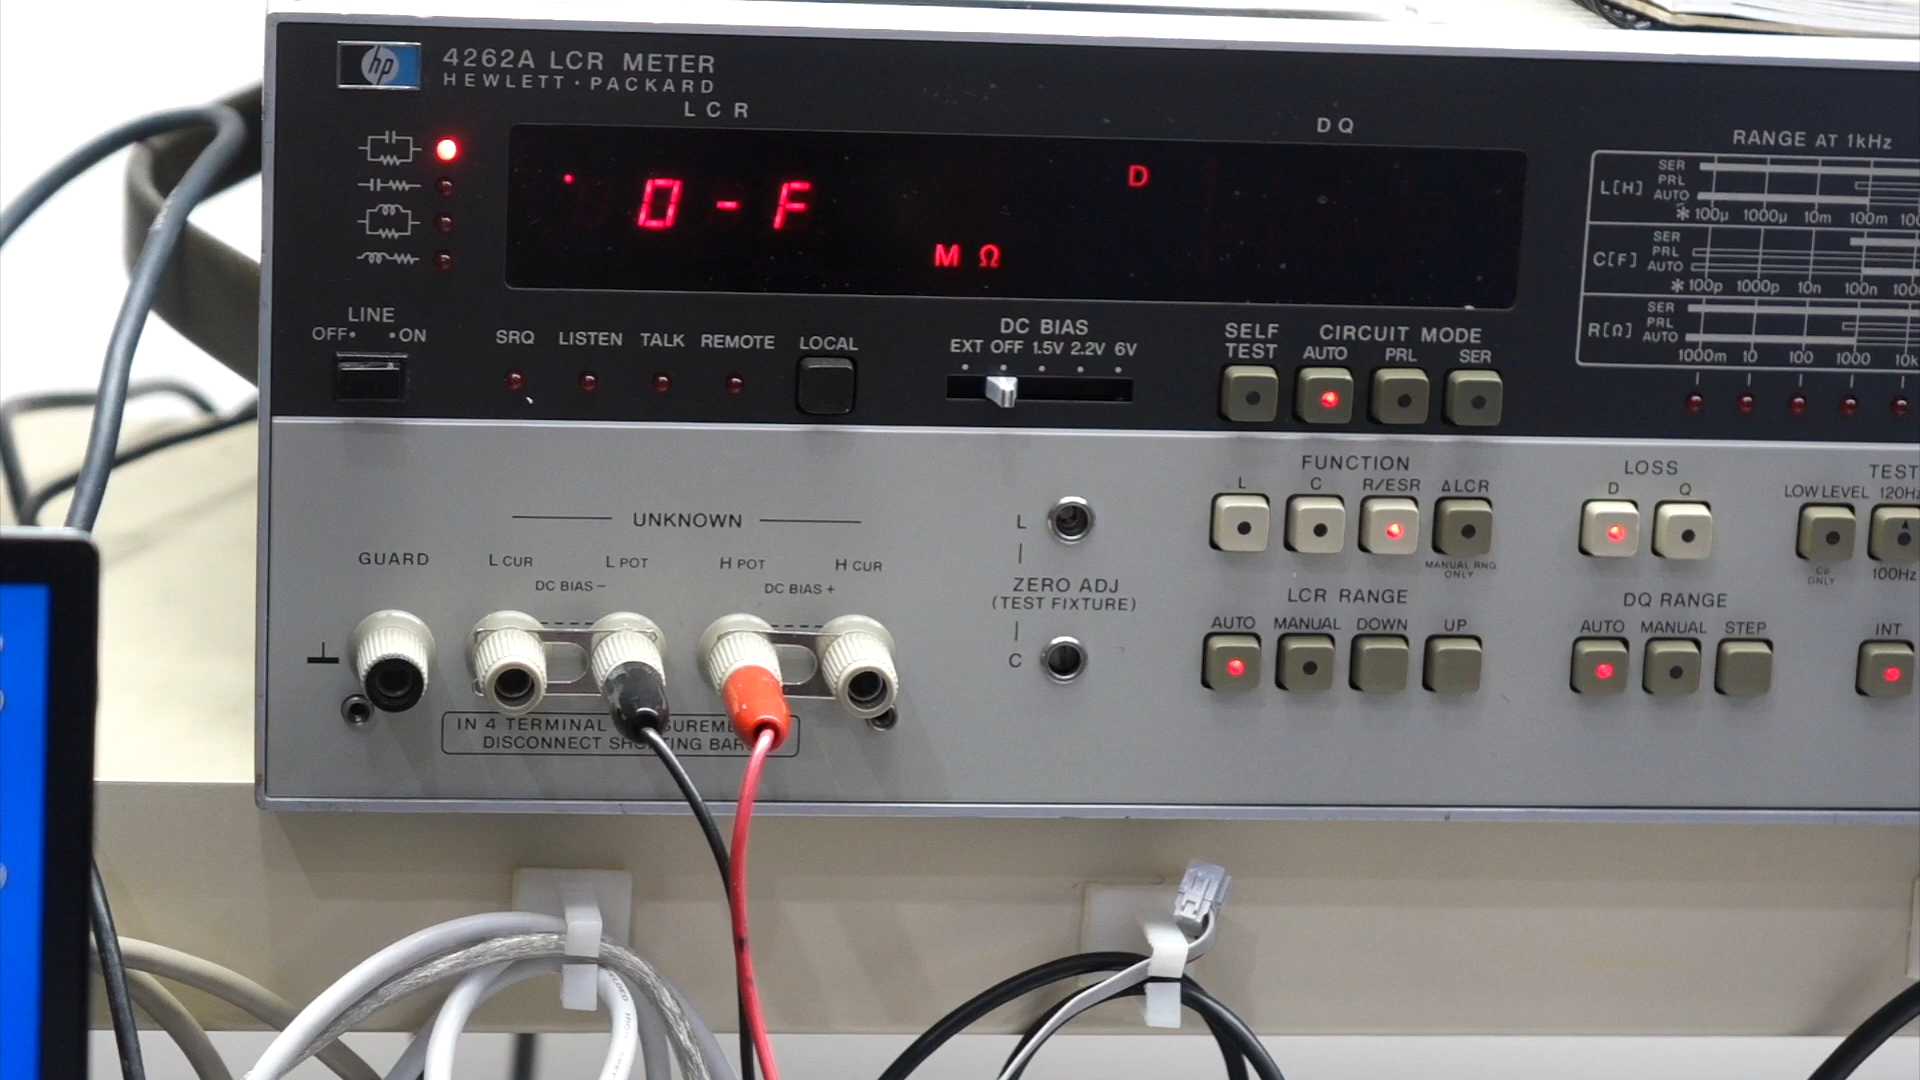 hp
4262A LCR METER
HEWLETT·PACKARD
LCR
DQ
O-F
D
M Ω
RANGE AT 1kHz
L[H]
SER
PRL
AUTO
* 100μ 1000μ 10m 100m
C[F]
SER
PRL
AUTO
* 100p 1000p 10n 100n
R[Ω]
SER
PRL
AUTO
1000m 10 100 1000 10k
LINE
OFF ON
SRQ LISTEN TALK REMOTE LOCAL
DC BIAS
EXT OFF 1.5V 2.2V 6V
SELF TEST
CIRCUIT MODE
AUTO PRL SER
UNKNOWN
GUARD
L CUR L POT H POT H CUR
DC BIAS − DC BIAS +
IN 4 TERMINAL
DISCONNECT
L
ZERO ADJ
(TEST FIXTURE)
C
FUNCTION
L C R/ESR ΔLCR
MANUAL RNG
ONLY
LOSS
D Q
TEST
LOW LEVEL 120Hz
Cp
ONLY
100Hz
LCR RANGE
AUTO MANUAL DOWN UP
DQ RANGE
AUTO MANUAL STEP
INT